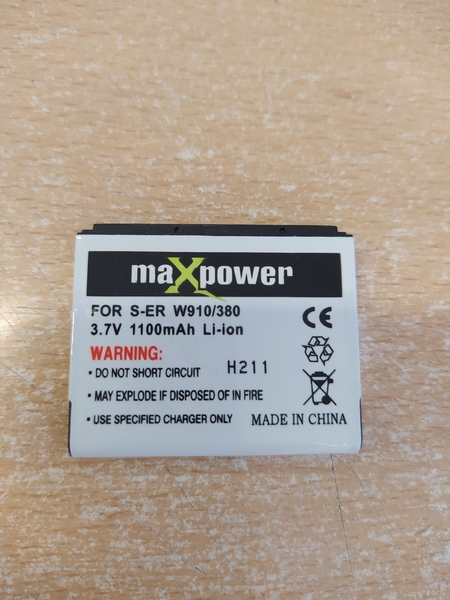 maXpower
FOR S-ER W910/380
3.7V 1100mAh Li-ion
WARNING:
• DO NOT SHORT CIRCUIT
H211
• MAY EXPLODE IF DISPOSED OF IN FIRE
• USE SPECIFIED CHARGER ONLY
MADE IN CHINA
CE